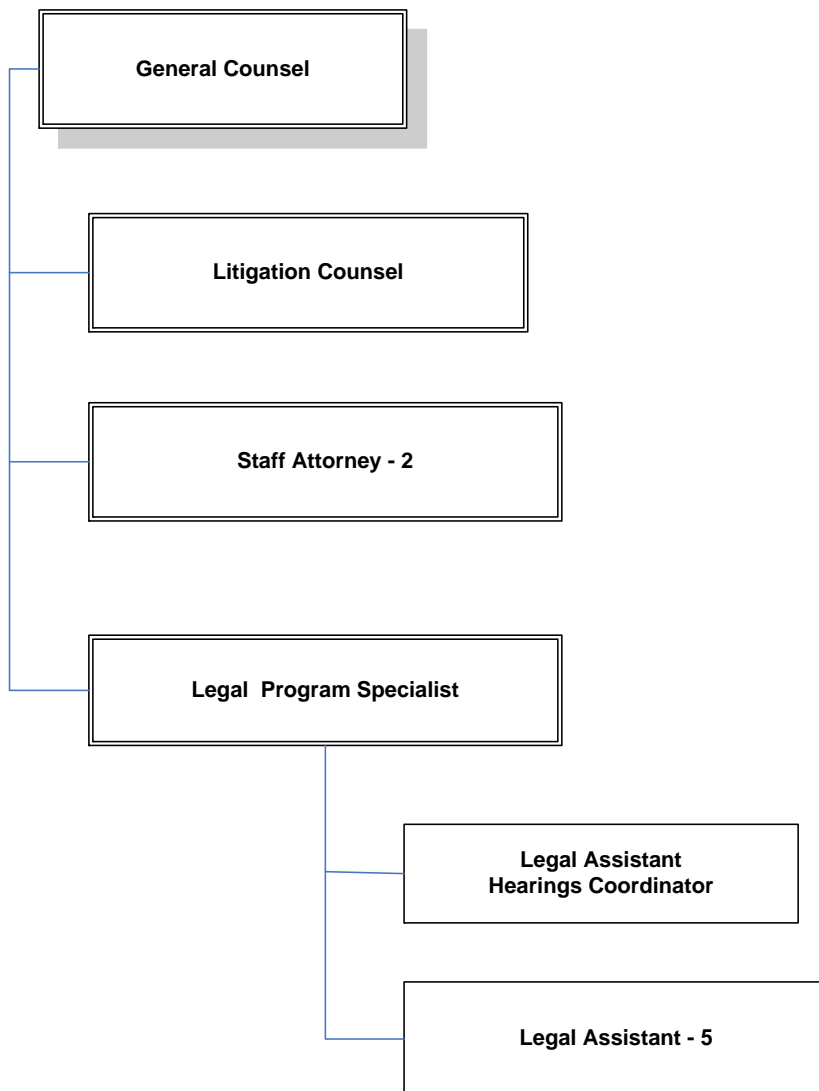 General Counsel
Litigation Counsel
Staff Attorney - 2
Legal  Program Specialist
Legal Assistant
Hearings Coordinator
Legal Assistant - 5